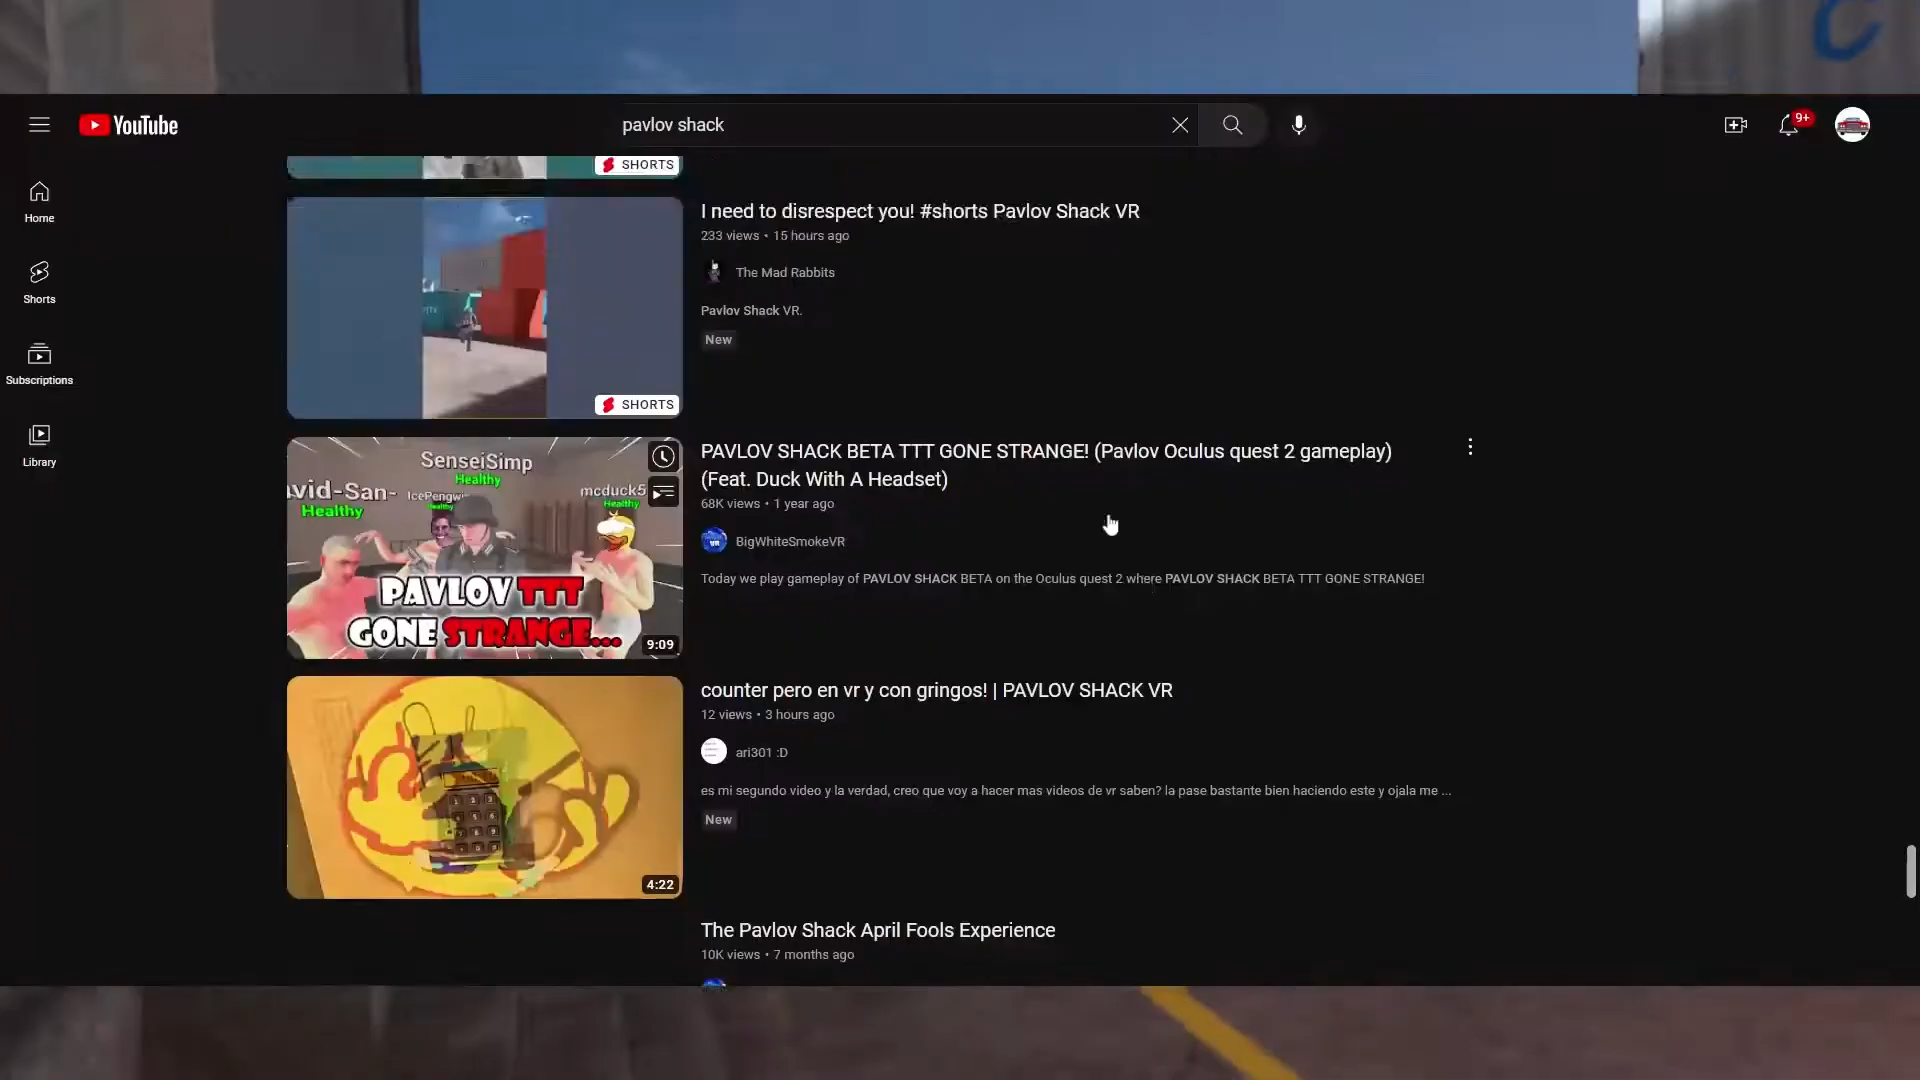 C
YouTube
pavlov shack
9+
Home
Shorts
Subscriptions
Library
SHORTS
I need to disrespect you! #shorts Pavlov Shack VR
233 views • 15 hours ago
The Mad Rabbits
Pavlov Shack VR.
New
SHORTS
SenseiSimp
Healthy
avid-San-
Healthy
IcePengwi
Healthy
mcduck5
Healthy
PAVLOV TTT
GONE STRANGE...
9:09
PAVLOV SHACK BETA TTT GONE STRANGE! (Pavlov Oculus quest 2 gameplay)
(Feat. Duck With A Headset)
68K views • 1 year ago
BigWhiteSmokeVR
Today we play gameplay of PAVLOV SHACK BETA on the Oculus quest 2 where PAVLOV SHACK BETA TTT GONE STRANGE!
4:22
counter pero en vr y con gringos! | PAVLOV SHACK VR
12 views • 3 hours ago
ari301 :D
es mi segundo video y la verdad, creo que voy a hacer mas videos de vr saben? la pase bastante bien haciendo este y ojala me ...
New
The Pavlov Shack April Fools Experience
10K views • 7 months ago